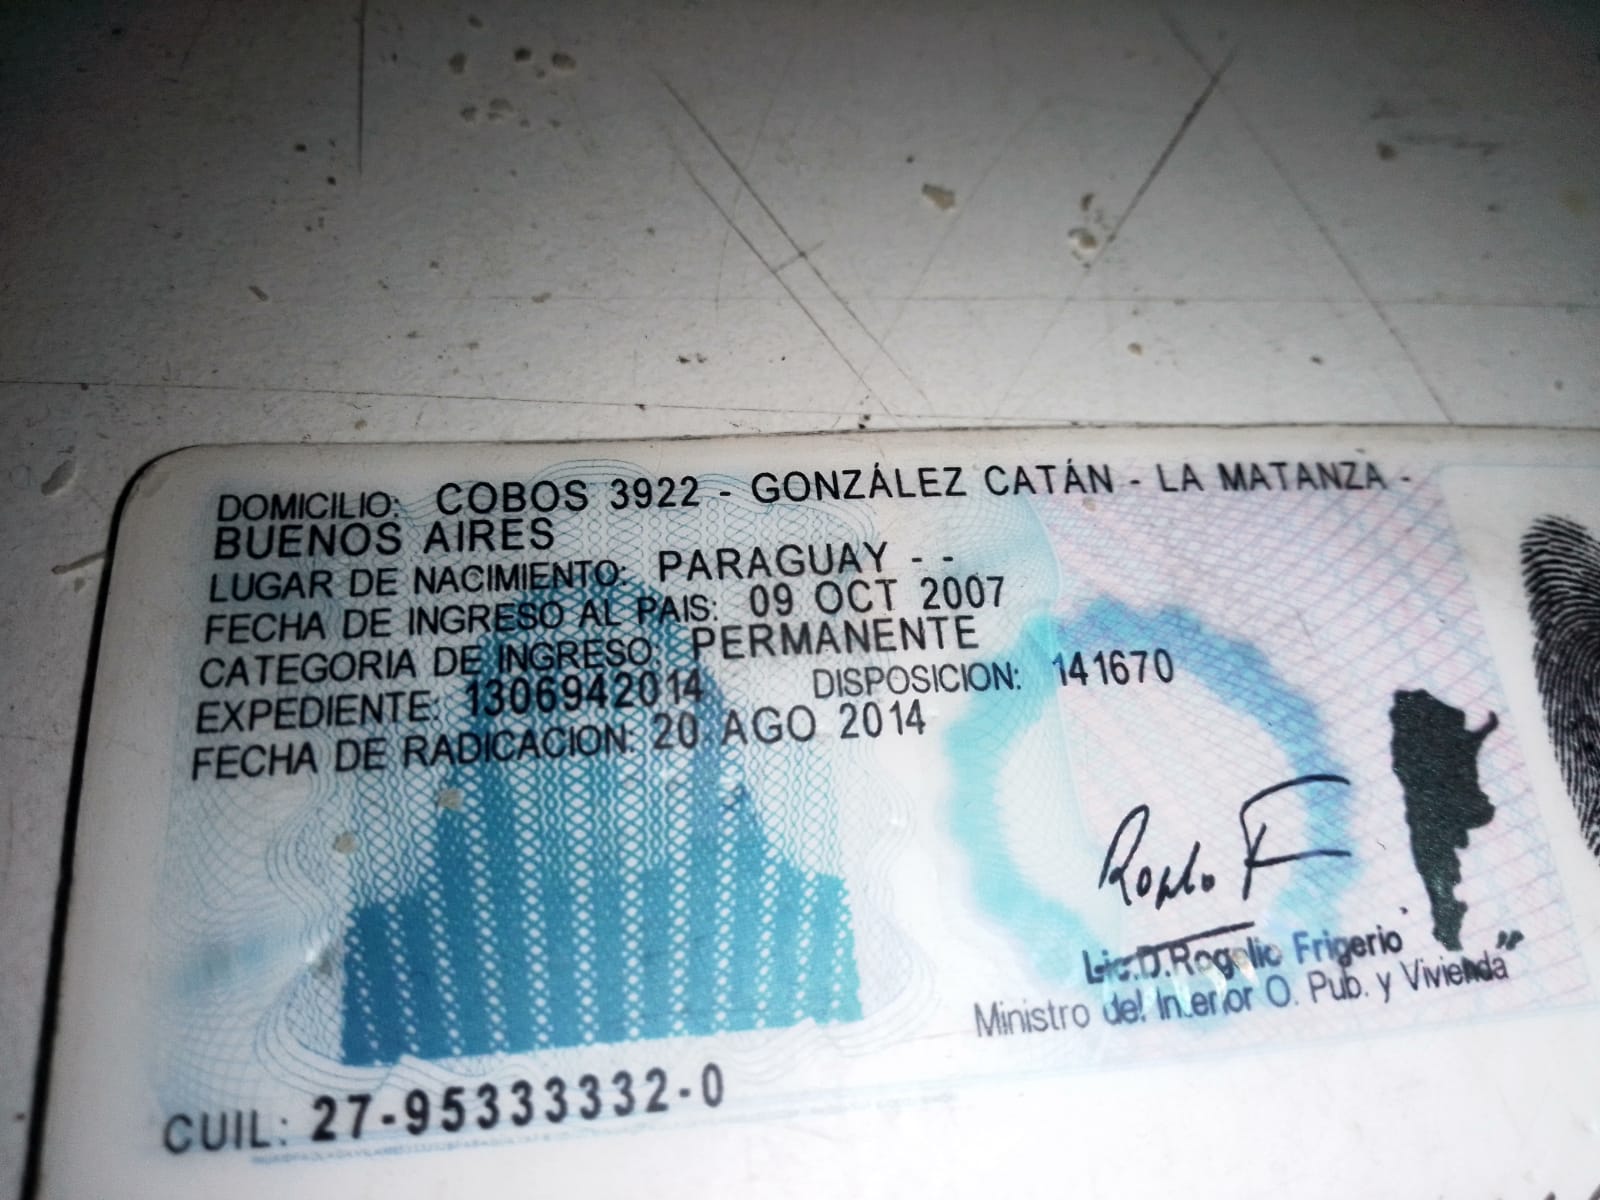 DOMICILIO: COBOS 3922 - GONZÁLEZ CATÁN - LA MATANZA -
BUENOS AIRES
LUGAR DE NACIMIENTO: PARAGUAY - -
FECHA DE INGRESO AL PAIS: 09 OCT 2007
CATEGORIA DE INGRESO: PERMANENTE
EXPEDIENTE: 1306942014 DISPOSICION: 141670
FECHA DE RADICACION: 20 AGO 2014
Lic.D.Rogelio Frigerio
Ministro del Interior O. Pub. y Vivienda
CUIL: 27-95333332-0